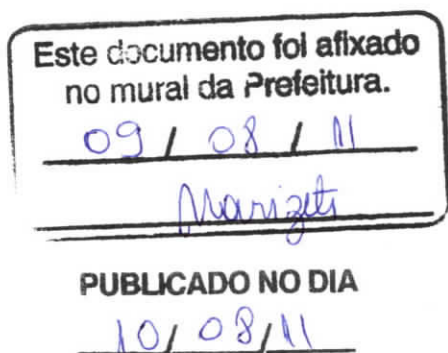 Este documento foi afixado
no mural da Prefeitura.
09 / 08 / 11
Marizete
PUBLICADO NO DIA
10 / 08 / 11